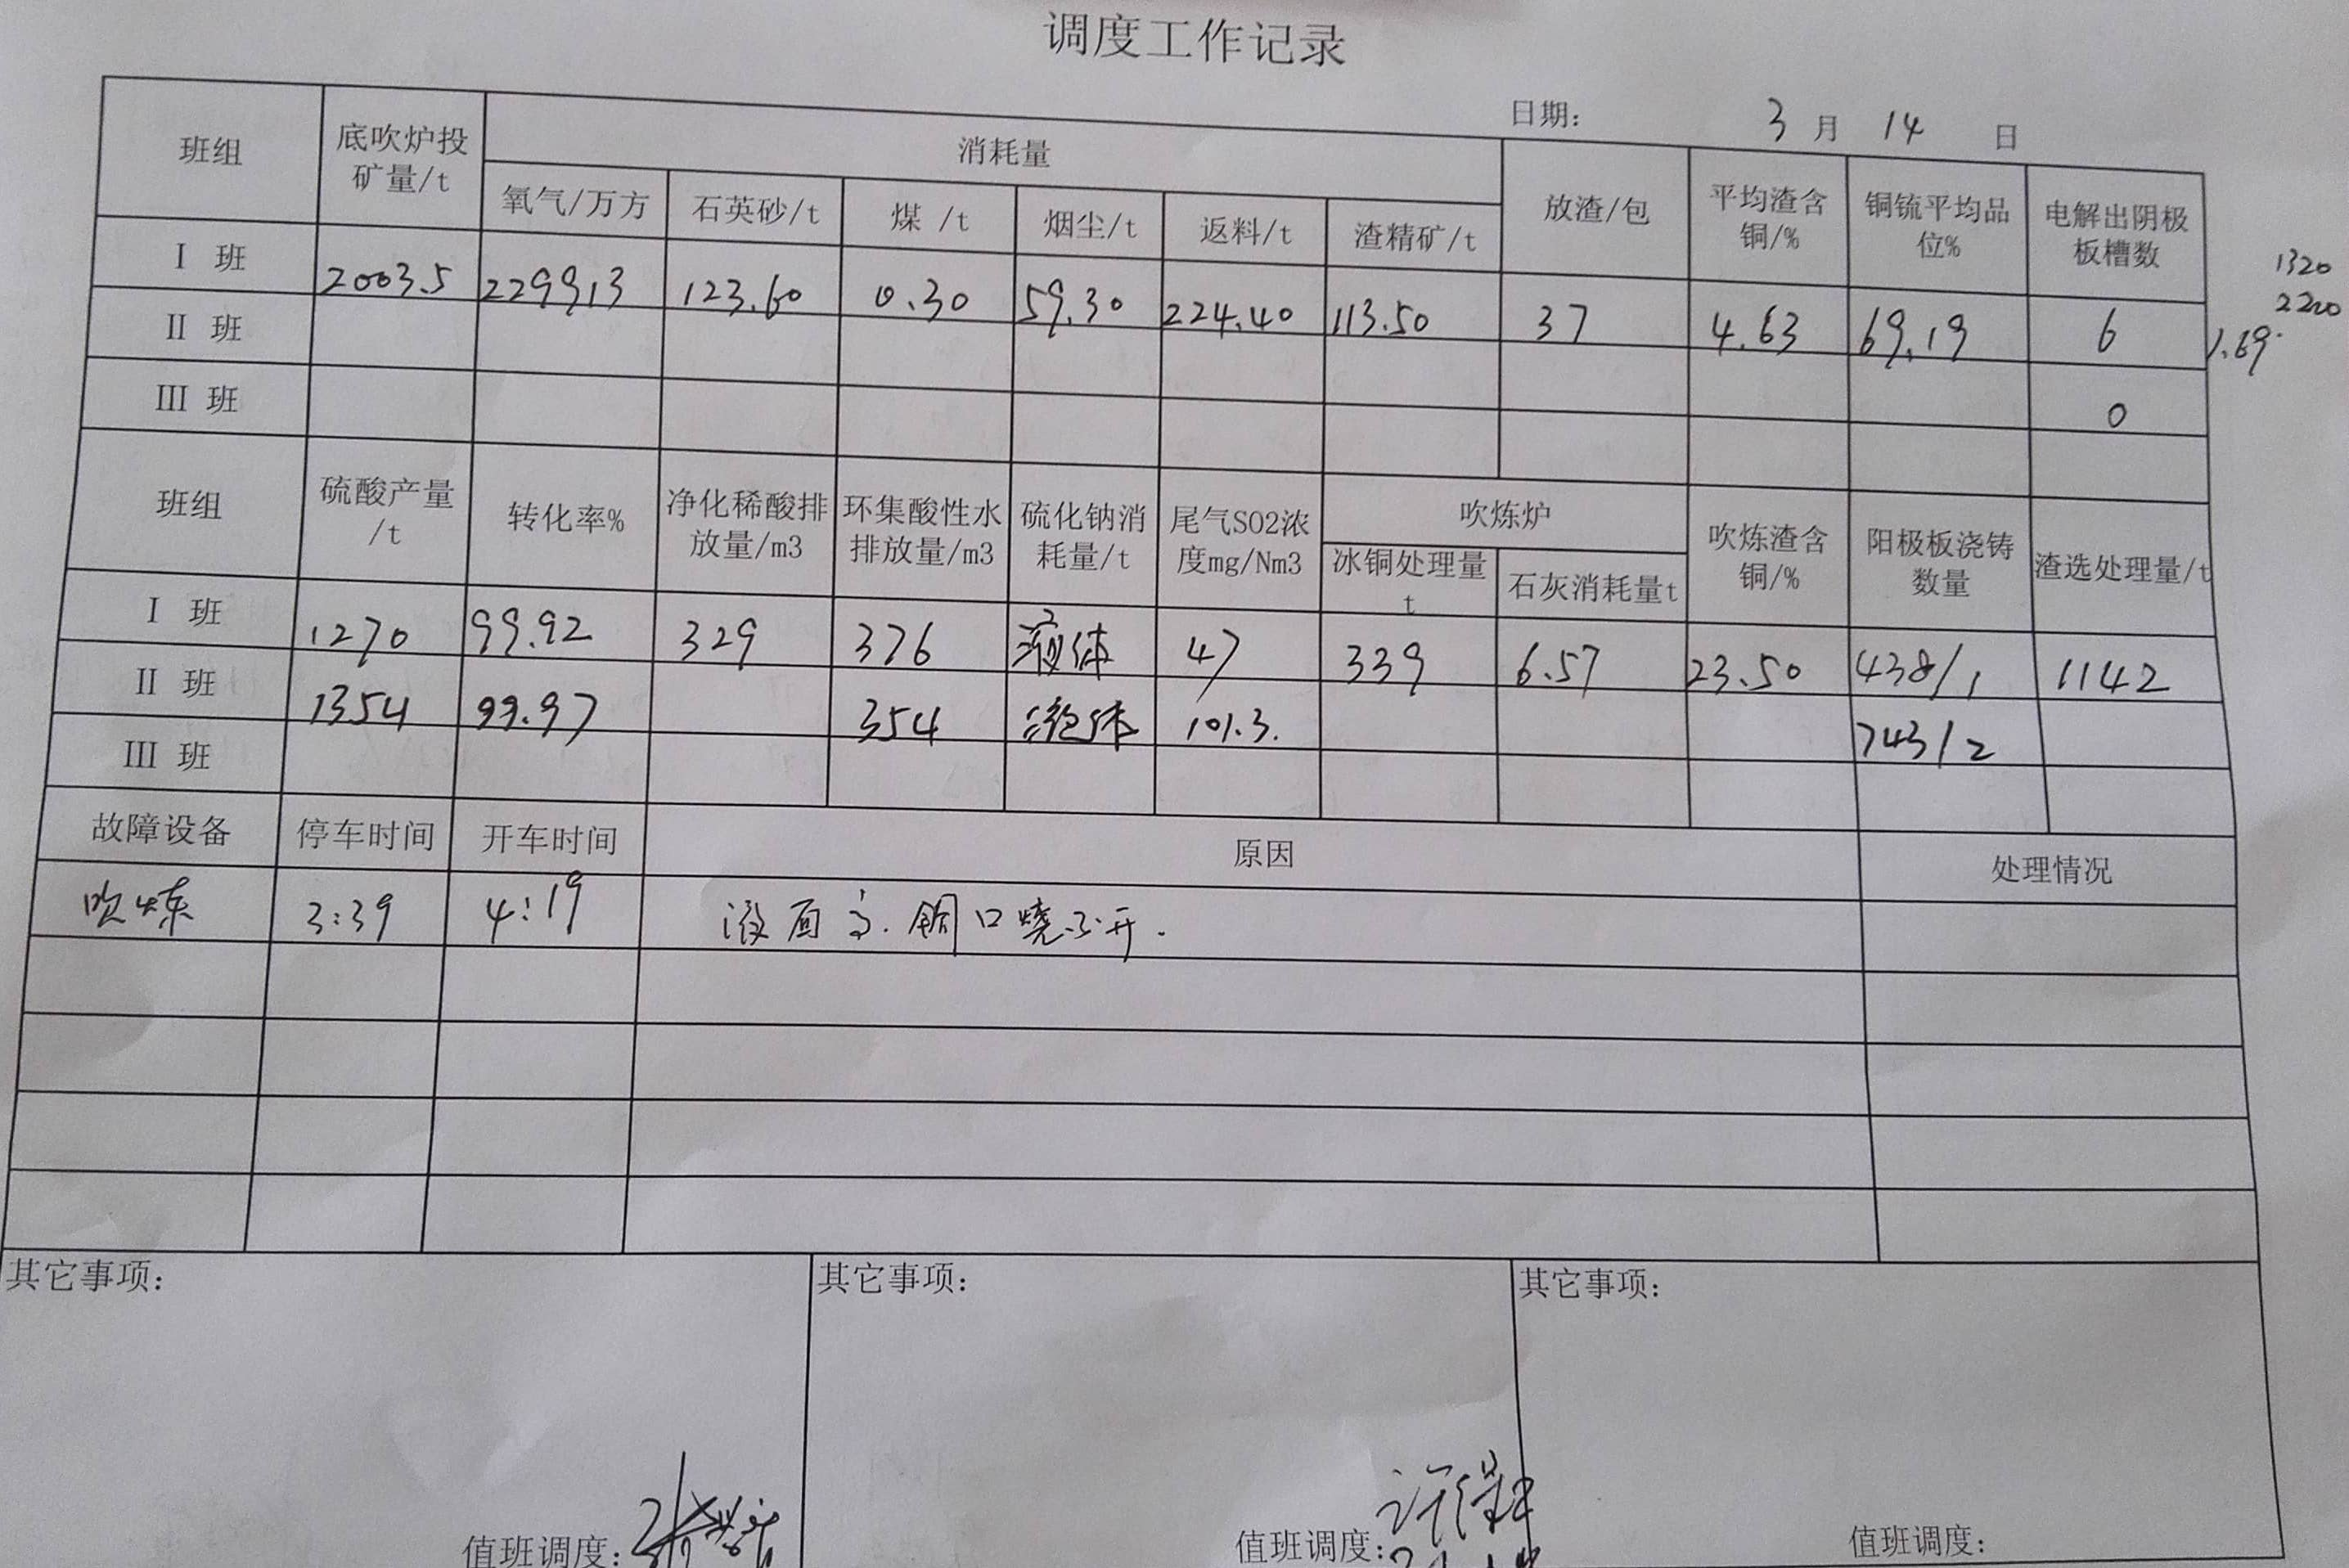 调度工作记录
日期: 3 月 14 日
班组 底吹炉投矿量/t 消耗量 放渣/包 平均渣含铜/% 铜锍平均品位% 电解出阴极板槽数
氧气/万方 石英砂/t 煤 /t 烟尘/t 返料/t 渣精矿/t
1320
2200
I 班 2003.5 229913 123.60 0.30 59.30 224.40 113.50 37 4.63 69.19 6 1.69
II 班 0
III 班
班组 硫酸产量/t 转化率% 净化稀酸排放量/m3 环集酸性水排放量/m3 硫化钠消耗量/t 尾气SO2浓度mg/Nm3 吹炼炉 吹炼渣含铜/% 阳极板浇铸数量 渣选处理量/t
冰铜处理量t 石灰消耗量t
I 班 1270 99.92 329 376 液体 47 339 6.57 23.50 438/1 1142
II 班 1354 99.97 354 液体 101.3. 743/2
III 班
故障设备 停车时间 开车时间 原因 处理情况
吹炼 3:39 4:19 液面高.铜口烧不开.
其它事项: 其它事项: 其它事项:
值班调度: 值班调度: 值班调度: